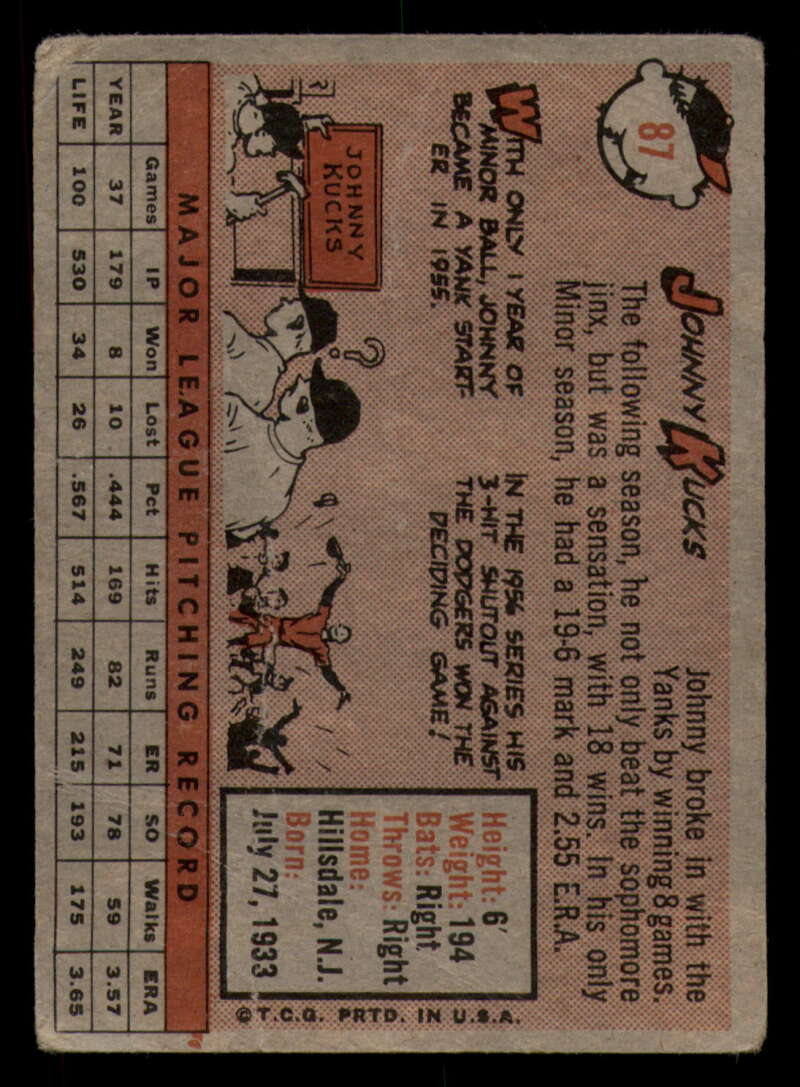 87
JOHNNY KUCKS
Johnny broke in with the
Yanks by winning 8 games.
The following season, he not only beat the sophomore
jinx, but was a sensation, with 18 wins. In his only
Minor season, he had a 19-6 mark and 2.55 E.R.A.
WITH ONLY 1 YEAR OF
MINOR BALL, JOHNNY
BECAME A YANK START-
ER IN 1955.
JOHNNY
KUCKS
?
IN THE 1956 SERIES HIS
3-HIT SHUTOUT AGAINST
THE DODGERS WON THE
DECIDING GAME!
Height: 6'
Weight: 194
Bats: Right
Throws: Right
Home:
Hillsdale, N.J.
Born:
July 27, 1933
MAJOR LEAGUE PITCHING RECORD
Games IP Won Lost Pct Hits Runs ER SO Walks ERA
YEAR 37 179 8 10 .444 169 82 71 78 59 3.57
LIFE 100 530 34 26 .567 514 249 215 193 175 3.65
© T.C.G. PRTD. IN U.S.A.